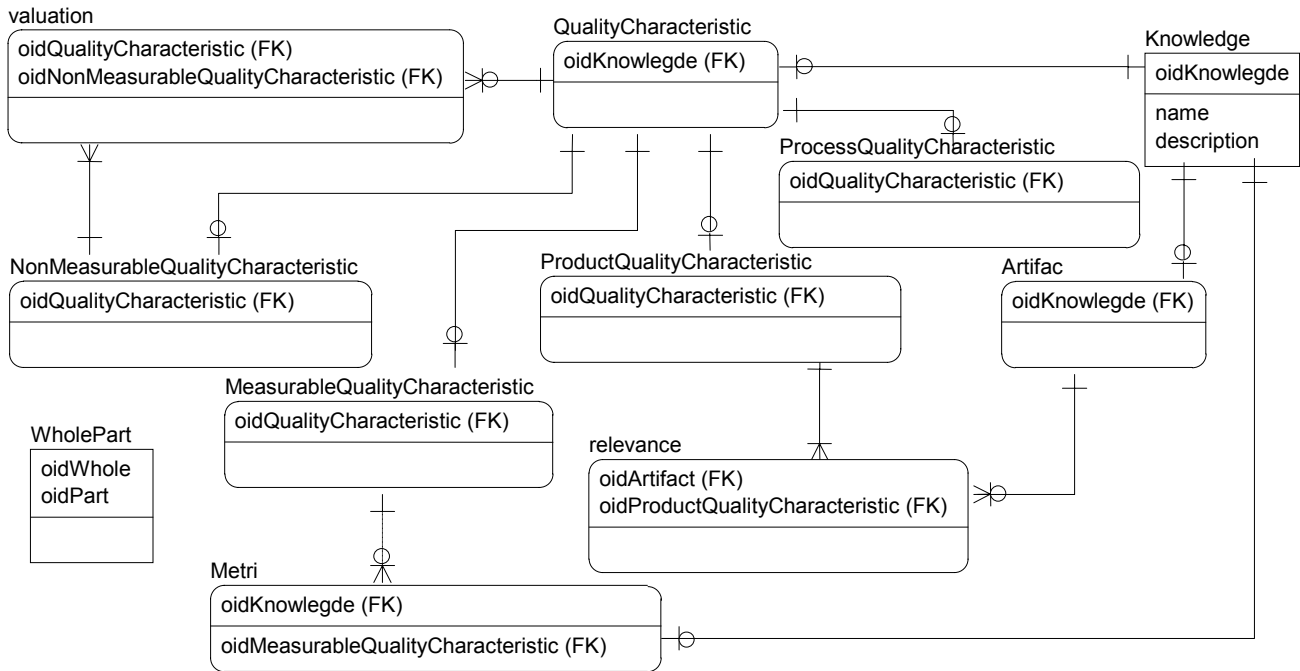 valuation
oidQualityCharacteristic (FK)
oidNonMeasurableQualityCharacteristic (FK)
QualityCharacteristic
oidKnowlegde (FK)
Knowledge
oidKnowlegde
name
description
ProcessQualityCharacteristic
oidQualityCharacteristic (FK)
NonMeasurableQualityCharacteristic
oidQualityCharacteristic (FK)
ProductQualityCharacteristic
oidQualityCharacteristic (FK)
Artifac
oidKnowlegde (FK)
MeasurableQualityCharacteristic
oidQualityCharacteristic (FK)
WholePart
oidWhole
oidPart
relevance
oidArtifact (FK)
oidProductQualityCharacteristic (FK)
Metri
oidKnowlegde (FK)
oidMeasurableQualityCharacteristic (FK)